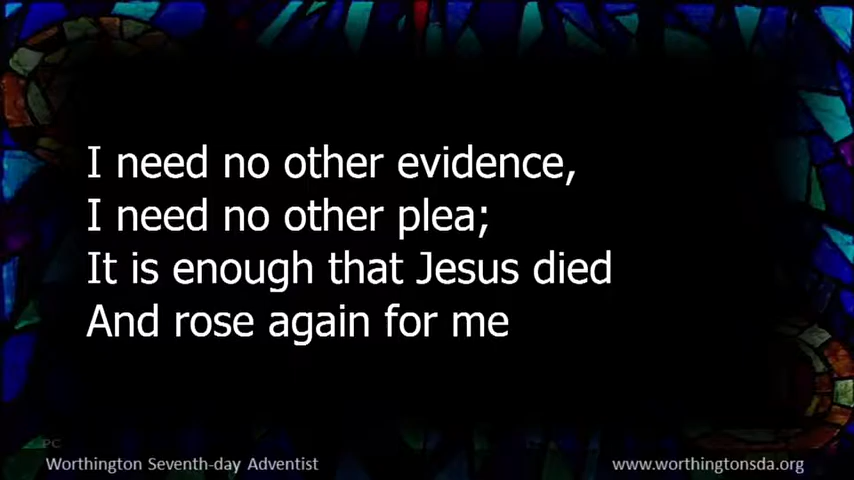 I need no other evidence,
I need no other plea;
It is enough that Jesus died
And rose again for me
PC
Worthington Seventh-day Adventist
www.worthingtonsda.org